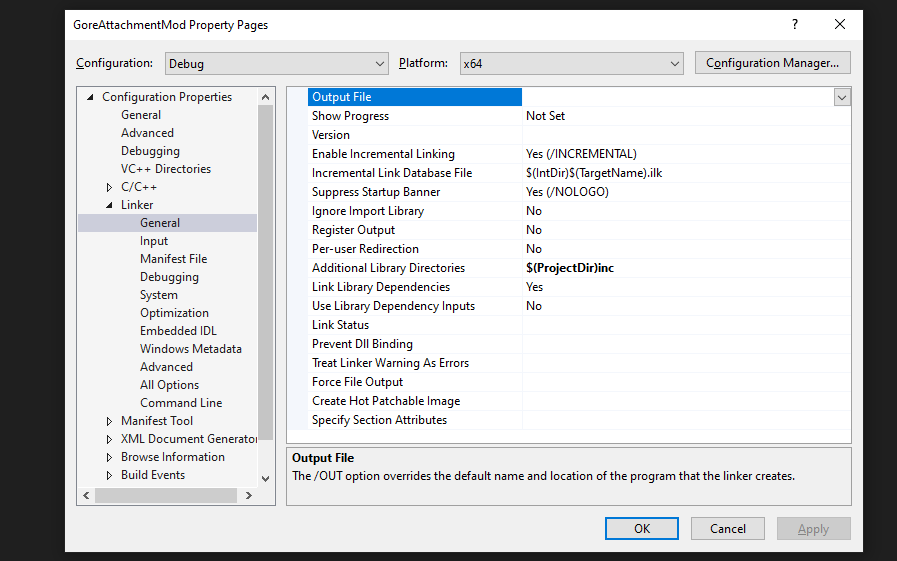 GoreAttachmentMod Property Pages
?
Configuration: Debug Platform: x64 Configuration Manager...
Configuration Properties
General
Advanced
Debugging
VC++ Directories
C/C++
Linker
General
Input
Manifest File
Debugging
System
Optimization
Embedded IDL
Windows Metadata
Advanced
All Options
Command Line
Manifest Tool
XML Document Generator
Browse Information
Build Events
Output File
Show Progress Not Set
Version
Enable Incremental Linking Yes (/INCREMENTAL)
Incremental Link Database File $(IntDir)$(TargetName).ilk
Suppress Startup Banner Yes (/NOLOGO)
Ignore Import Library No
Register Output No
Per-user Redirection No
Additional Library Directories $(ProjectDir)inc
Link Library Dependencies Yes
Use Library Dependency Inputs No
Link Status
Prevent Dll Binding
Treat Linker Warning As Errors
Force File Output
Create Hot Patchable Image
Specify Section Attributes
Output File
The /OUT option overrides the default name and location of the program that the linker creates.
OK Cancel Apply